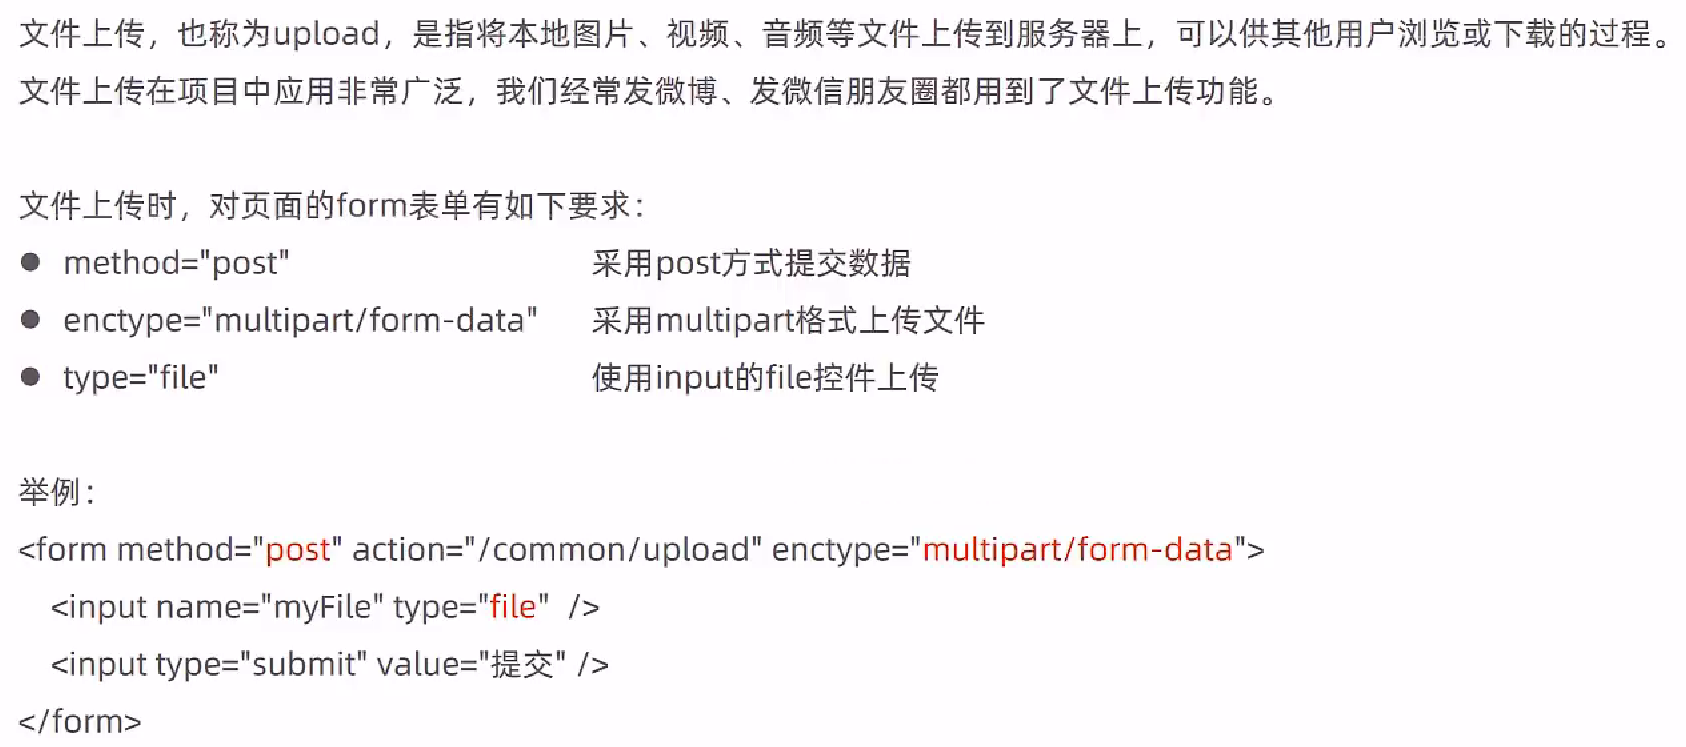 文件上传，也称为upload，是指将本地图片、视频、音频等文件上传到服务器上，可以供其他用户浏览或下载的过程。
文件上传在项目中应用非常广泛，我们经常发微博、发微信朋友圈都用到了文件上传功能。
文件上传时，对页面的form表单有如下要求：
● method="post" 采用post方式提交数据
● enctype="multipart/form-data" 采用multipart格式上传文件
● type="file" 使用input的file控件上传
举例：
<form method="post" action="/common/upload" enctype="multipart/form-data">
<input name="myFile" type="file" />
<input type="submit" value="提交" />
</form>